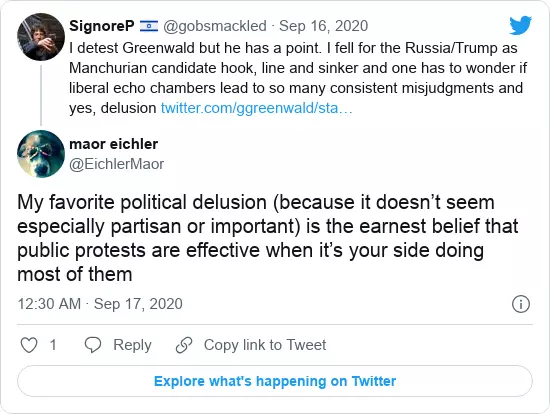 SignoreP 🇮🇱 @gobsmackled · Sep 16, 2020
I detest Greenwald but he has a point. I fell for the Russia/Trump as
Manchurian candidate hook, line and sinker and one has to wonder if
liberal echo chambers lead to so many consistent misjudgments and
yes, delusion twitter.com/ggreenwald/sta…
maor eichler
@EichlerMaor
My favorite political delusion (because it doesn’t seem
especially partisan or important) is the earnest belief that
public protests are effective when it’s your side doing
most of them
12:30 AM · Sep 17, 2020
1 Reply Copy link to Tweet
Explore what's happening on Twitter